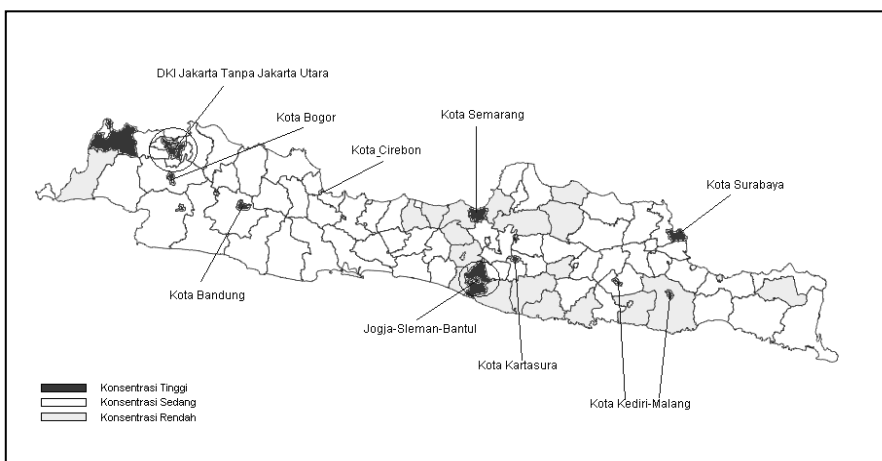 DKI Jakarta Tanpa Jakarta Utara
Kota Bogor
Kota Semarang
Kota Cirebon
Kota Surabaya
Kota Bandung
Jogja-Sleman-Bantul
Kota Kartasura
Kota Kediri-Malang
Konsentrasi Tinggi
Konsentrasi Sedang
Konsentrasi Rendah